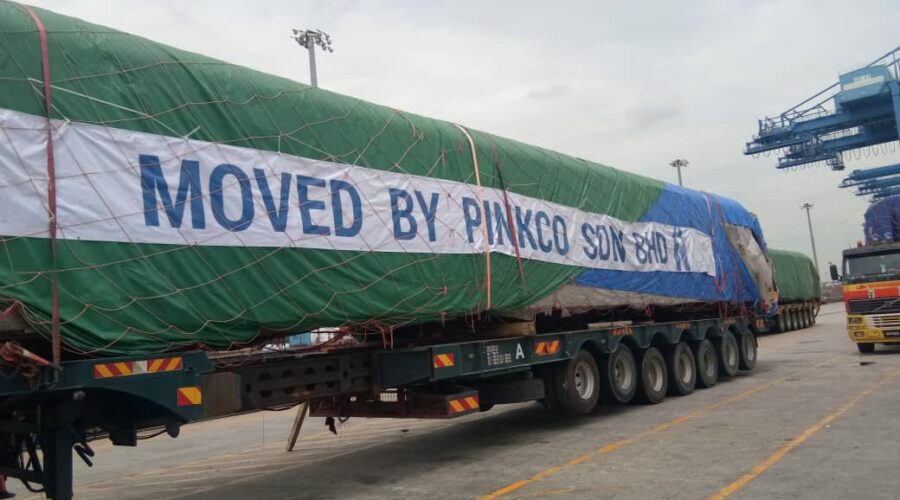 MOVED BY PINKCO SDN BHD
A